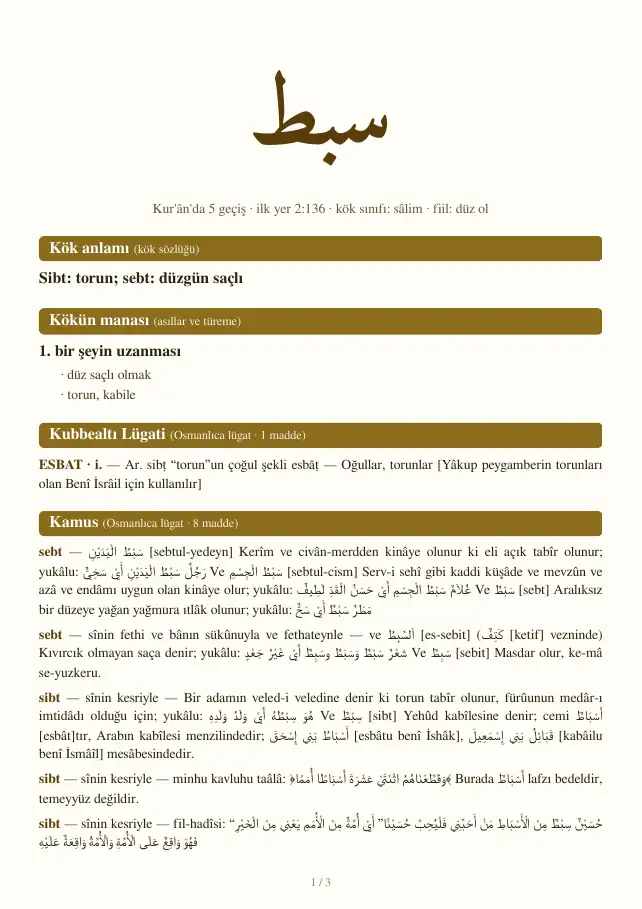 سبط
Kur'ân'da 5 geçiş · ilk yer 2:136 · kök sınıfı: sâlim · fiil: düz ol
Kök anlamı (kök sözlüğü)
Sibt: torun; sebt: düzgün saçlı
Kökün manası (asıllar ve türeme)
1. bir şeyin uzanması
· düz saçlı olmak
· torun, kabile
Kubbealtı Lügati (Osmanlıca lügat · 1 madde)
ESBAT · i. — Ar. sibṭ “torun”un çoğul şekli esbāṭ — Oğullar, torunlar [Yâkup peygamberin torunları
olan Benî İsrâil için kullanılır]
Kamus (Osmanlıca lügat · 8 madde)
sebt — سَبْطُ الْيَدَيْنِ [sebtul-yedeyn] Kerîm ve civân-merdden kinâye olunur ki eli açık tabîr olunur;
yukâlu: رَجُلٌ سَبْطُ الْيَدَيْنِ أَيْ سَخِيٌّ Ve سَبْطُ الْجِسْمِ [sebtul-cism] Serv-i sehî gibi kaddi küşâde ve mevzûn ve
azâ ve endâmı uygun olan kinâye olur; yukâlu: غُلاَمٌ سَبْطُ الْجِسْمِ أَيْ حَسَنُ الْقَدِّ لَطِيفٌ Ve سَبْطٌ [sebt] Aralıksız
bir düzeye yağan yağmura ıtlâk olunur; yukâlu: مَطَرٌ سَبْطٌ أَيْ سَحٌّ
sebt — sînin fethi ve bânın sükûnuyla ve fethateynle — ve اَلسَّبِطُ [es-sebit] (كَتِفٌ [ketif] vezninde)
Kıvırcık olmayan saça denir; yukâlu: شَعْرٌ سَبْطٌ وَسَبَطٌ وسَبِطٌ أَيْ غَيْرُ جَعْدٍ Ve سَبِطٌ [sebit] Masdar olur, ke-mâ
se-yuzkeru.
sibt — sînin kesriyle — Bir adamın veled-i veledine denir ki torun tabîr olunur, fürûunun medâr-ı
imtidâdı olduğu için; yukâlu: هُوَ سِبْطُهُ أَيْ وَلَدُ وَلَدِهِ Ve سِبْطٌ [sibt] Yehûd kabîlesine denir; cemi أَسْبَاطٌ
[esbât]tır, Arabın kabîlesi menzilindedir; أَسْبَاطُ بَنِي إِسْحَقَ [esbâtu benî İshâk], قَبَائِلُ بَنِي إِسْمَعِيلَ [kabâilu
benî İsmâîl] mesâbesindedir.
sibt — sînin kesriyle — minhu kavluhu taâlâ: ﴿وَقَطَّعْنَاهُمُ اثْنَتَيْ عَشْرَةَ أَسْبَاطًا أُمَمًا﴾ Burada أَسْبَاطٌ lafzı bedeldir,
temeyyüz değildir.
sibt — sînin kesriyle — fil-hadîsi: “حُسَيْنٌ سِبْطٌ مِنَ الْأَسْبَاطِ مَنْ أَحَبَّنِي فَلْيُحِبَّ حُسَيْنًا” أَيْ أُمَّةٌ مِنَ الْأُمَمِ يَعْنِي مِنَ الْخَيْرِ
فَهُوَ وَاقِعٌ عَلَى الْأُمَّةِ وَالْأُمَّةُ وَاقِعَةٌ عَلَيْهِ
1 / 3